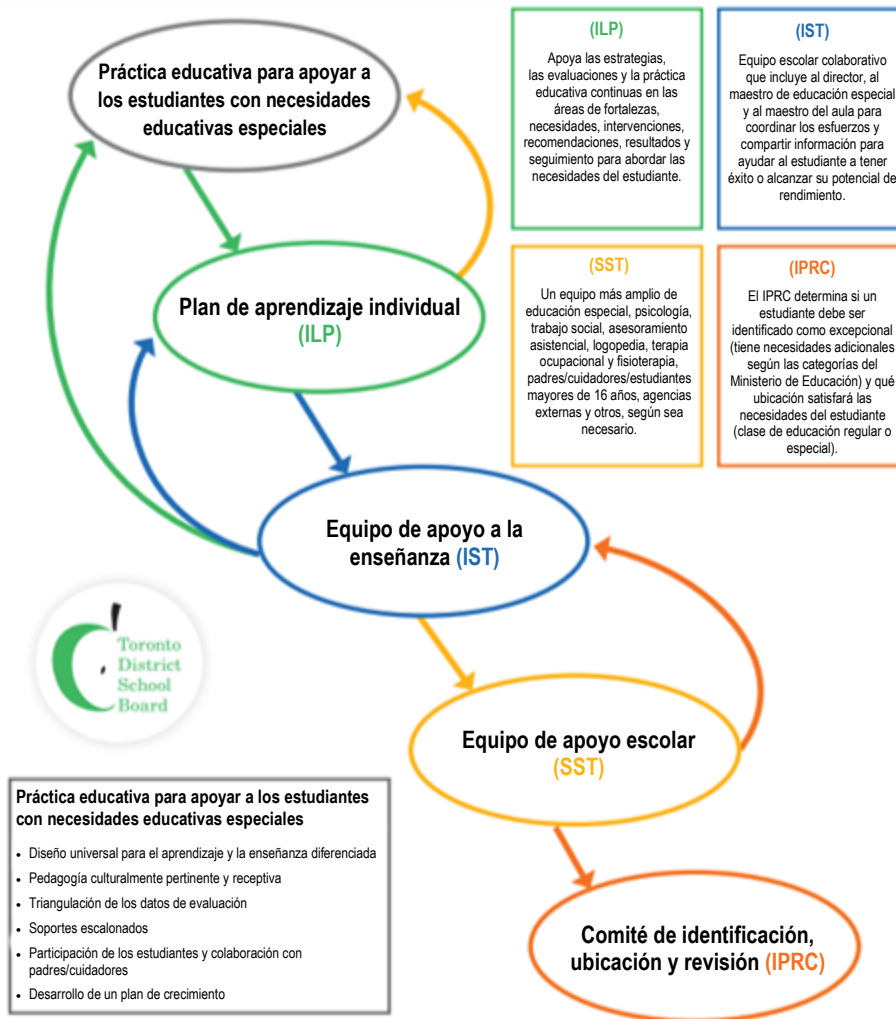 Práctica educativa para apoyar a
los estudiantes con necesidades
educativas especiales
Plan de aprendizaje individual
(ILP)
Equipo de apoyo a la
enseñanza (IST)
Equipo de apoyo escolar
(SST)
Comité de identificación,
ubicación y revisión (IPRC)
(ILP)
Apoya las estrategias,
las evaluaciones y la práctica
educativa continuas en las
áreas de fortalezas,
necesidades, intervenciones,
recomendaciones, resultados y
seguimiento para abordar las
necesidades del estudiante.
(IST)
Equipo escolar colaborativo
que incluye al director, al
maestro de educación especial
y al maestro del aula para
coordinar los esfuerzos y
compartir información para
ayudar al estudiante a tener
éxito o alcanzar su potencial de
rendimiento.
(SST)
Un equipo más amplio de
educación especial, psicología,
trabajo social, asesoramiento
asistencial, logopedia, terapia
ocupacional y fisioterapia,
padres/cuidadores/estudiantes
mayores de 16 años, agencias
externas y otros, según sea
necesario.
(IPRC)
El IPRC determina si un
estudiante debe ser
identificado como excepcional
(tiene necesidades adicionales
según las categorías del
Ministerio de Educación) y qué
ubicación satisfará las
necesidades del estudiante
(clase de educación regular o
especial).
Toronto
District
School
Board
Práctica educativa para apoyar a los estudiantes
con necesidades educativas especiales
• Diseño universal para el aprendizaje y la enseñanza diferenciada
• Pedagogía culturalmente pertinente y receptiva
• Triangulación de los datos de evaluación
• Soportes escalonados
• Participación de los estudiantes y colaboración con
padres/cuidadores
• Desarrollo de un plan de crecimiento